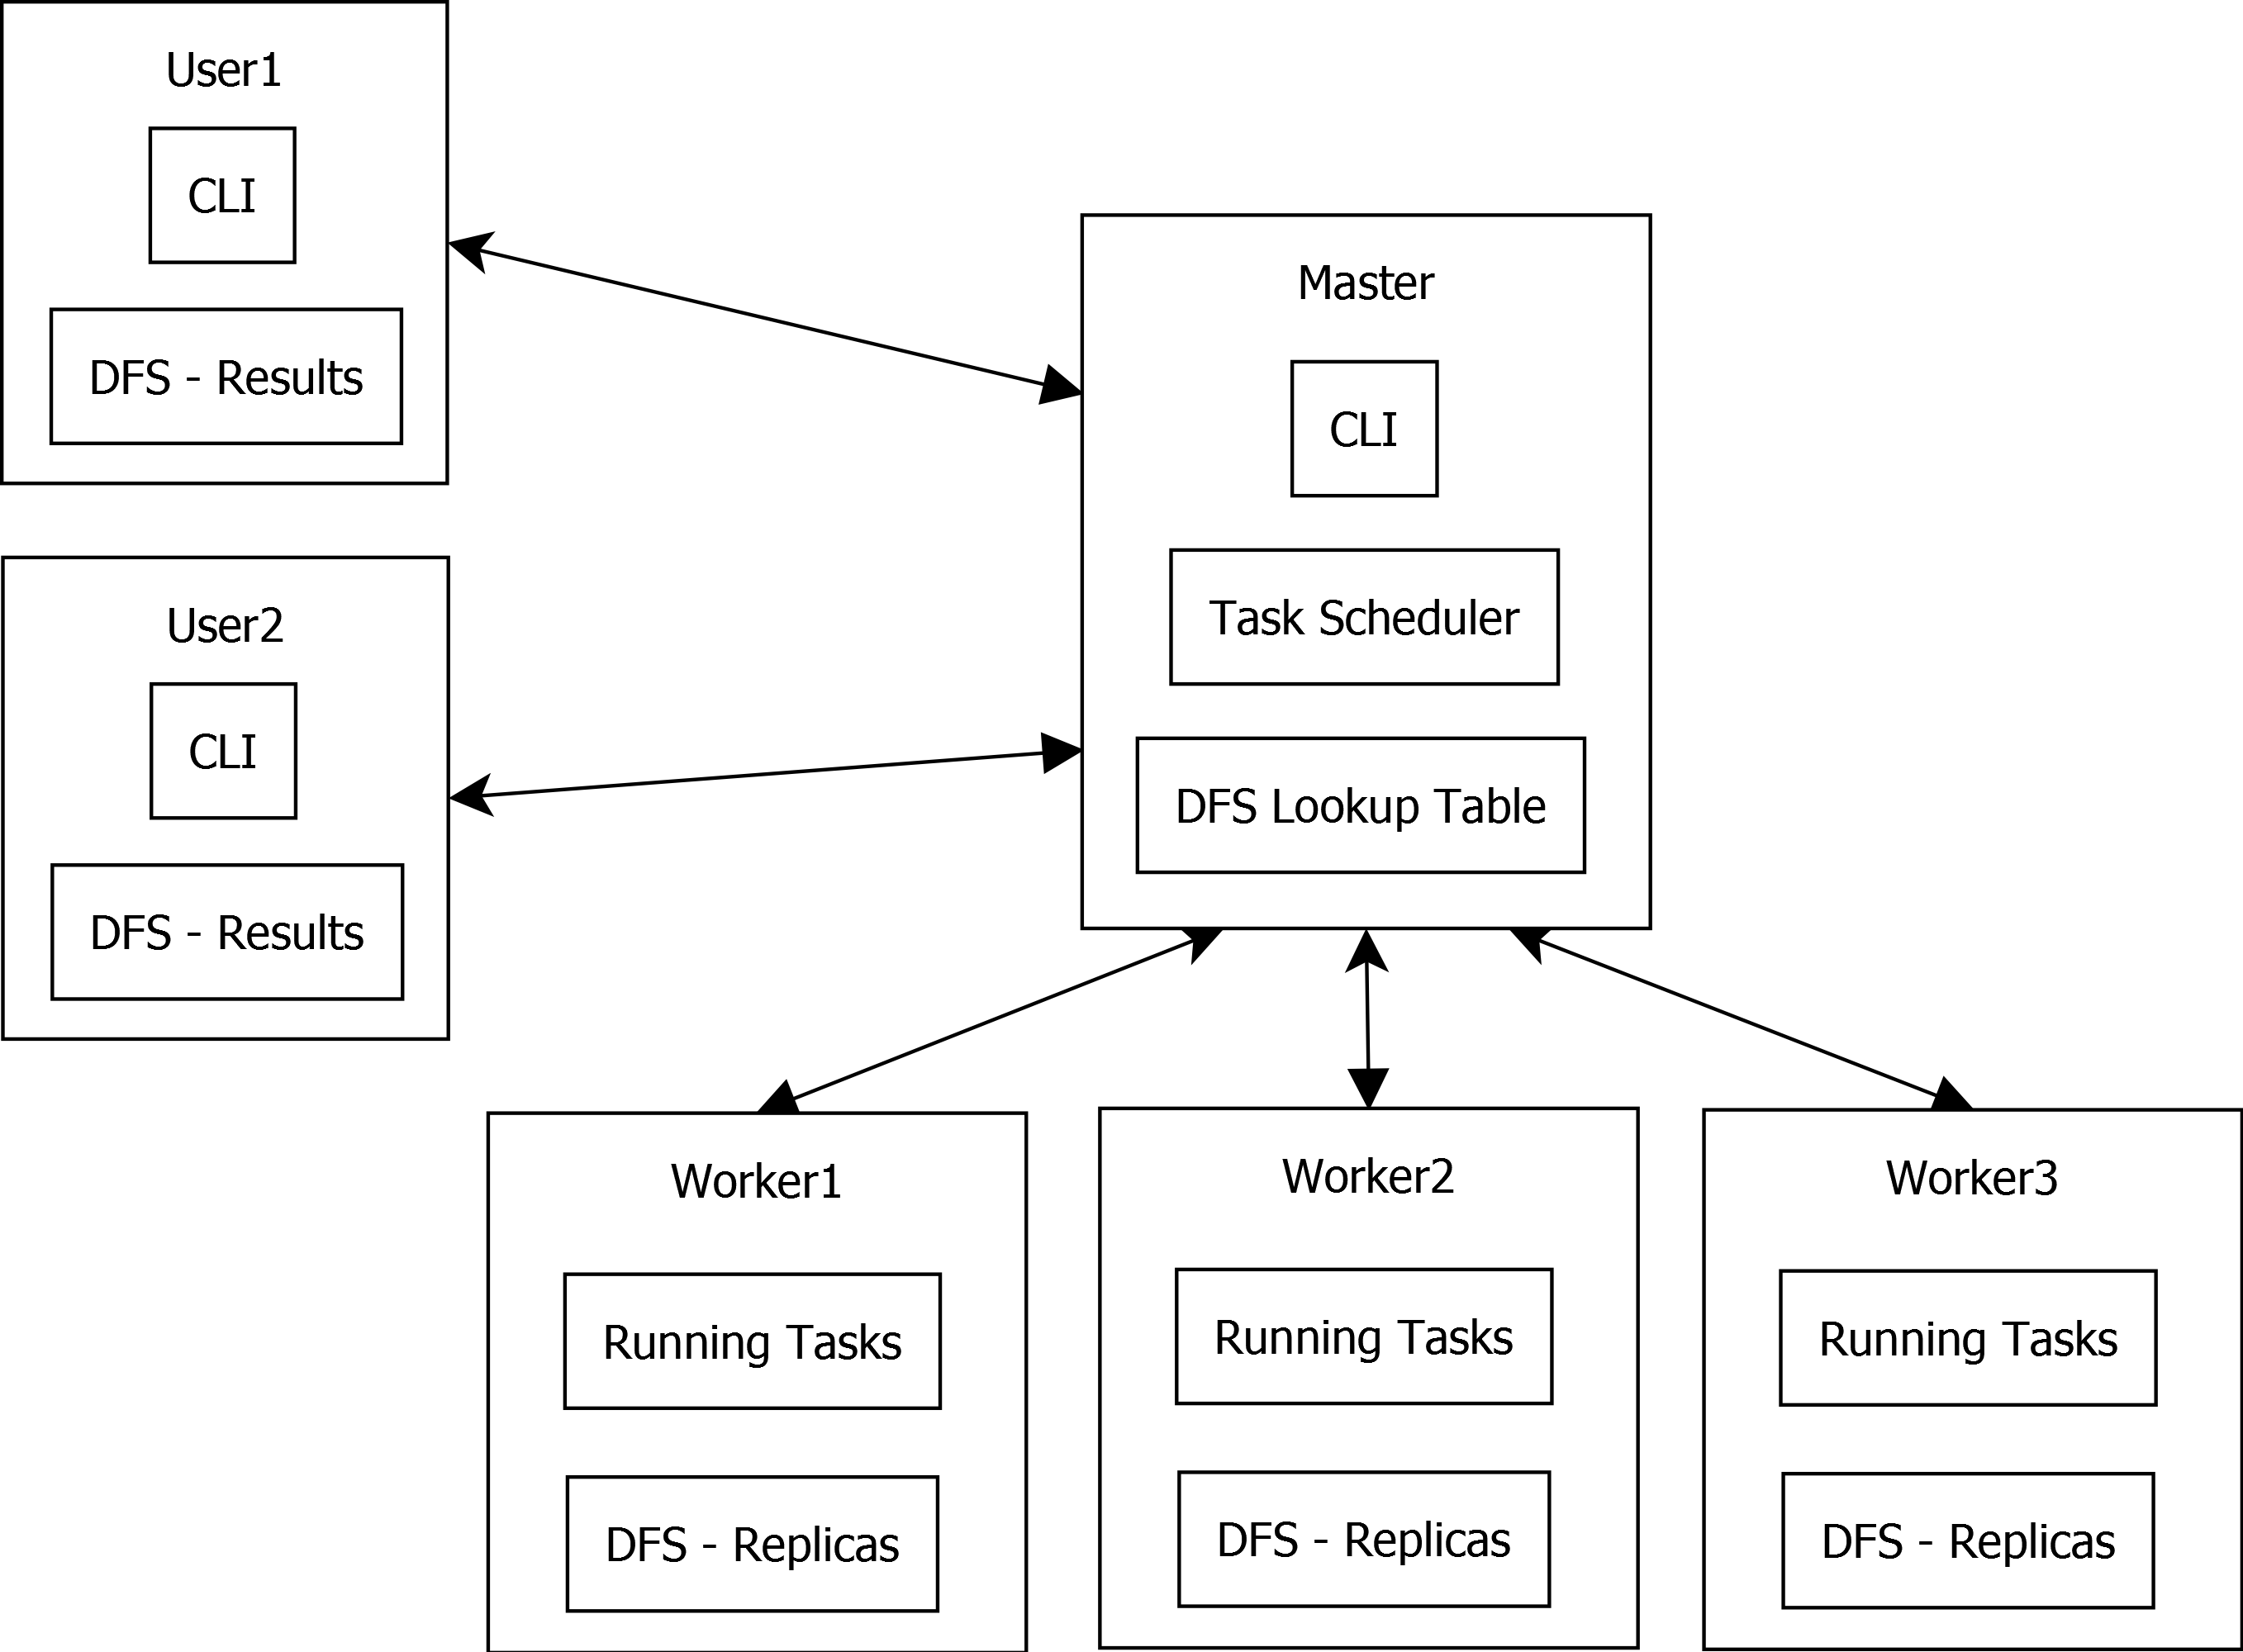 User1
CLI
DFS - Results
User2
CLI
DFS - Results
Master
CLI
Task Scheduler
DFS Lookup Table
Worker1
Running Tasks
DFS - Replicas
Worker2
Running Tasks
DFS - Replicas
Worker3
Running Tasks
DFS - Replicas